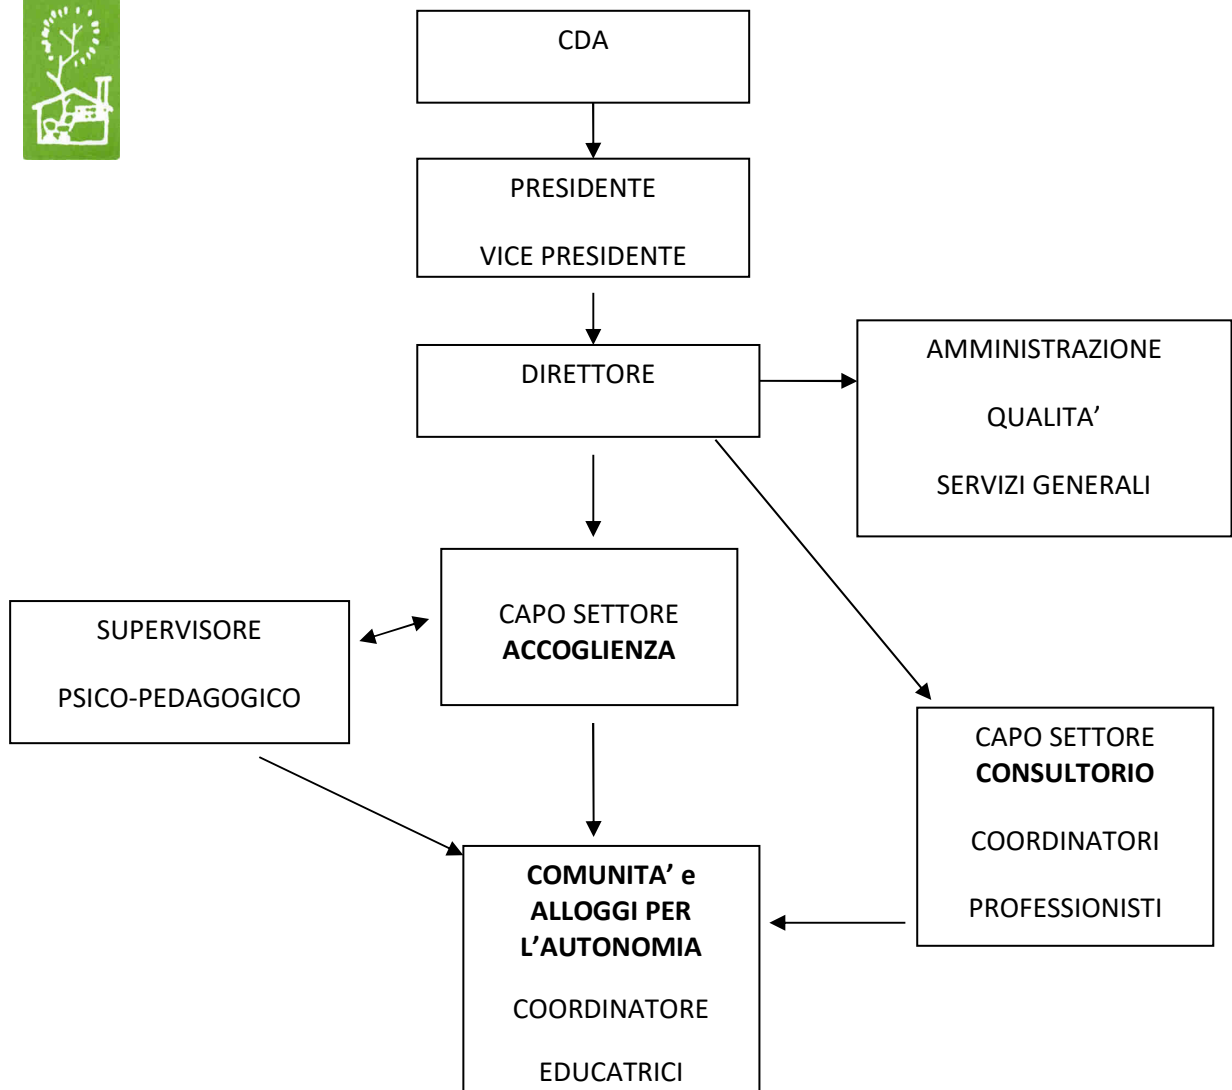 CDA
PRESIDENTE
VICE PRESIDENTE
DIRETTORE
AMMINISTRAZIONE
QUALITA’
SERVIZI GENERALI
CAPO SETTORE
ACCOGLIENZA
SUPERVISORE
PSICO-PEDAGOGICO
CAPO SETTORE
CONSULTORIO
COORDINATORI
PROFESSIONISTI
COMUNITA’ e
ALLOGGI PER
L’AUTONOMIA
COORDINATORE
EDUCATRICI